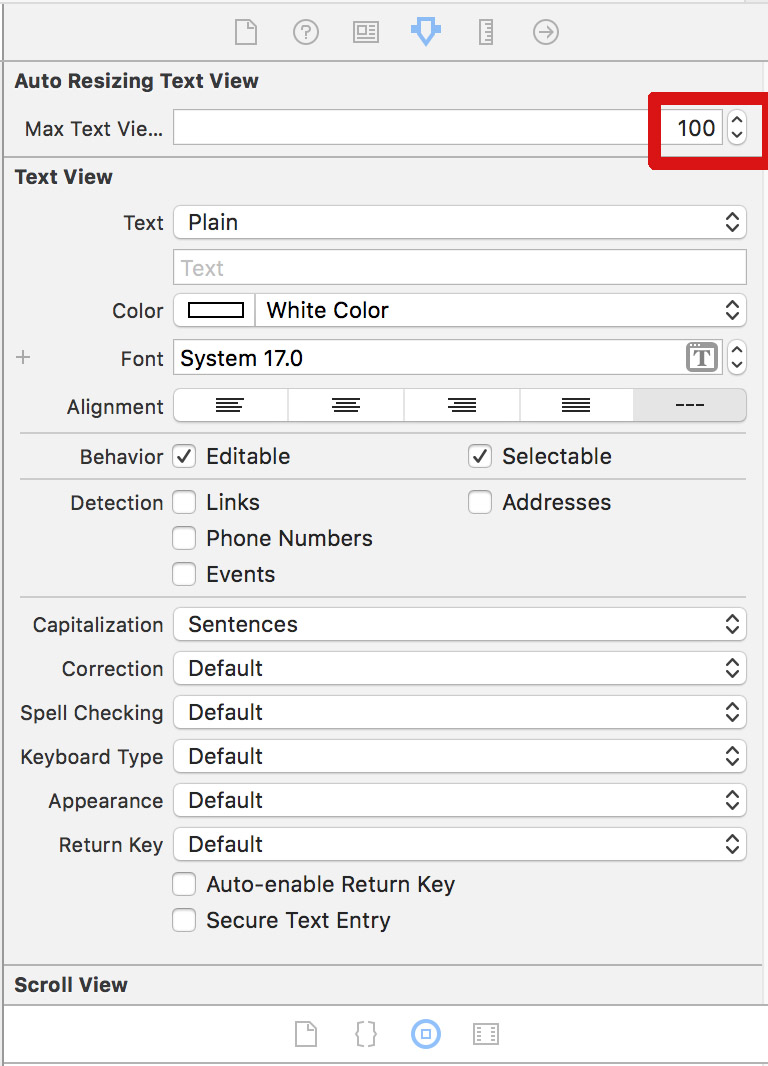 Auto Resizing Text View
Max Text Vie... 100
Text View
Text Plain
Text
Color White Color
+ Font System 17.0 T
Alignment ---
Behavior Editable Selectable
Detection Links Addresses
Phone Numbers
Events
Capitalization Sentences
Correction Default
Spell Checking Default
Keyboard Type Default
Appearance Default
Return Key Default
Auto-enable Return Key
Secure Text Entry
Scroll View